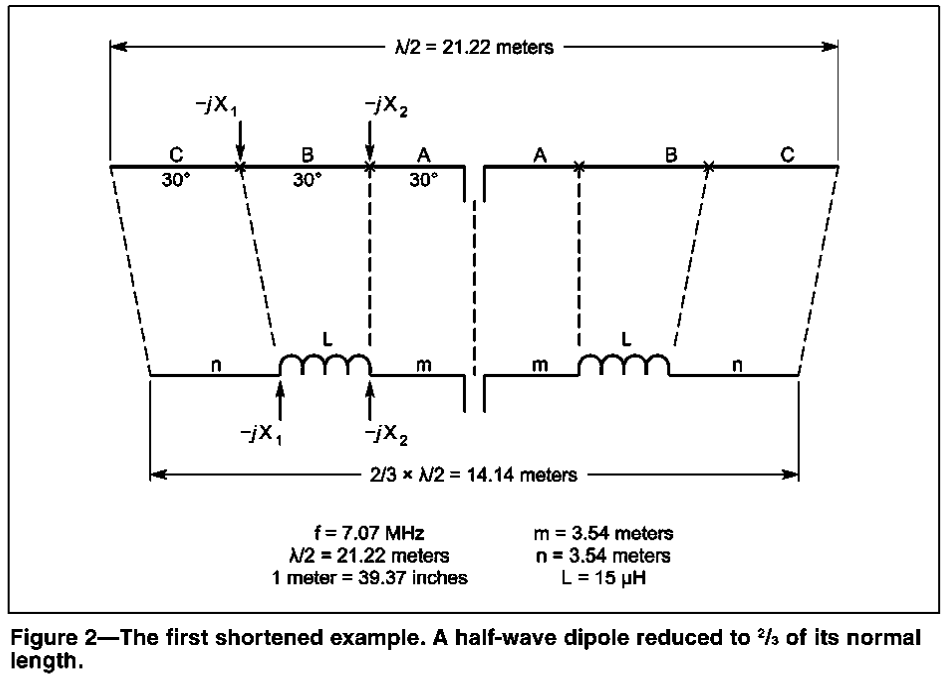 λ/2 = 21.22 meters
–jX₁ –jX₂
C B A A B C
30° 30° 30°
L L
n m m n
–jX₁ –jX₂
2/3 × λ/2 = 14.14 meters
f = 7.07 MHz m = 3.54 meters
λ/2 = 21.22 meters n = 3.54 meters
1 meter = 39.37 inches L = 15 μH
Figure 2—The first shortened example. A half-wave dipole reduced to ²/₃ of its normal
length.